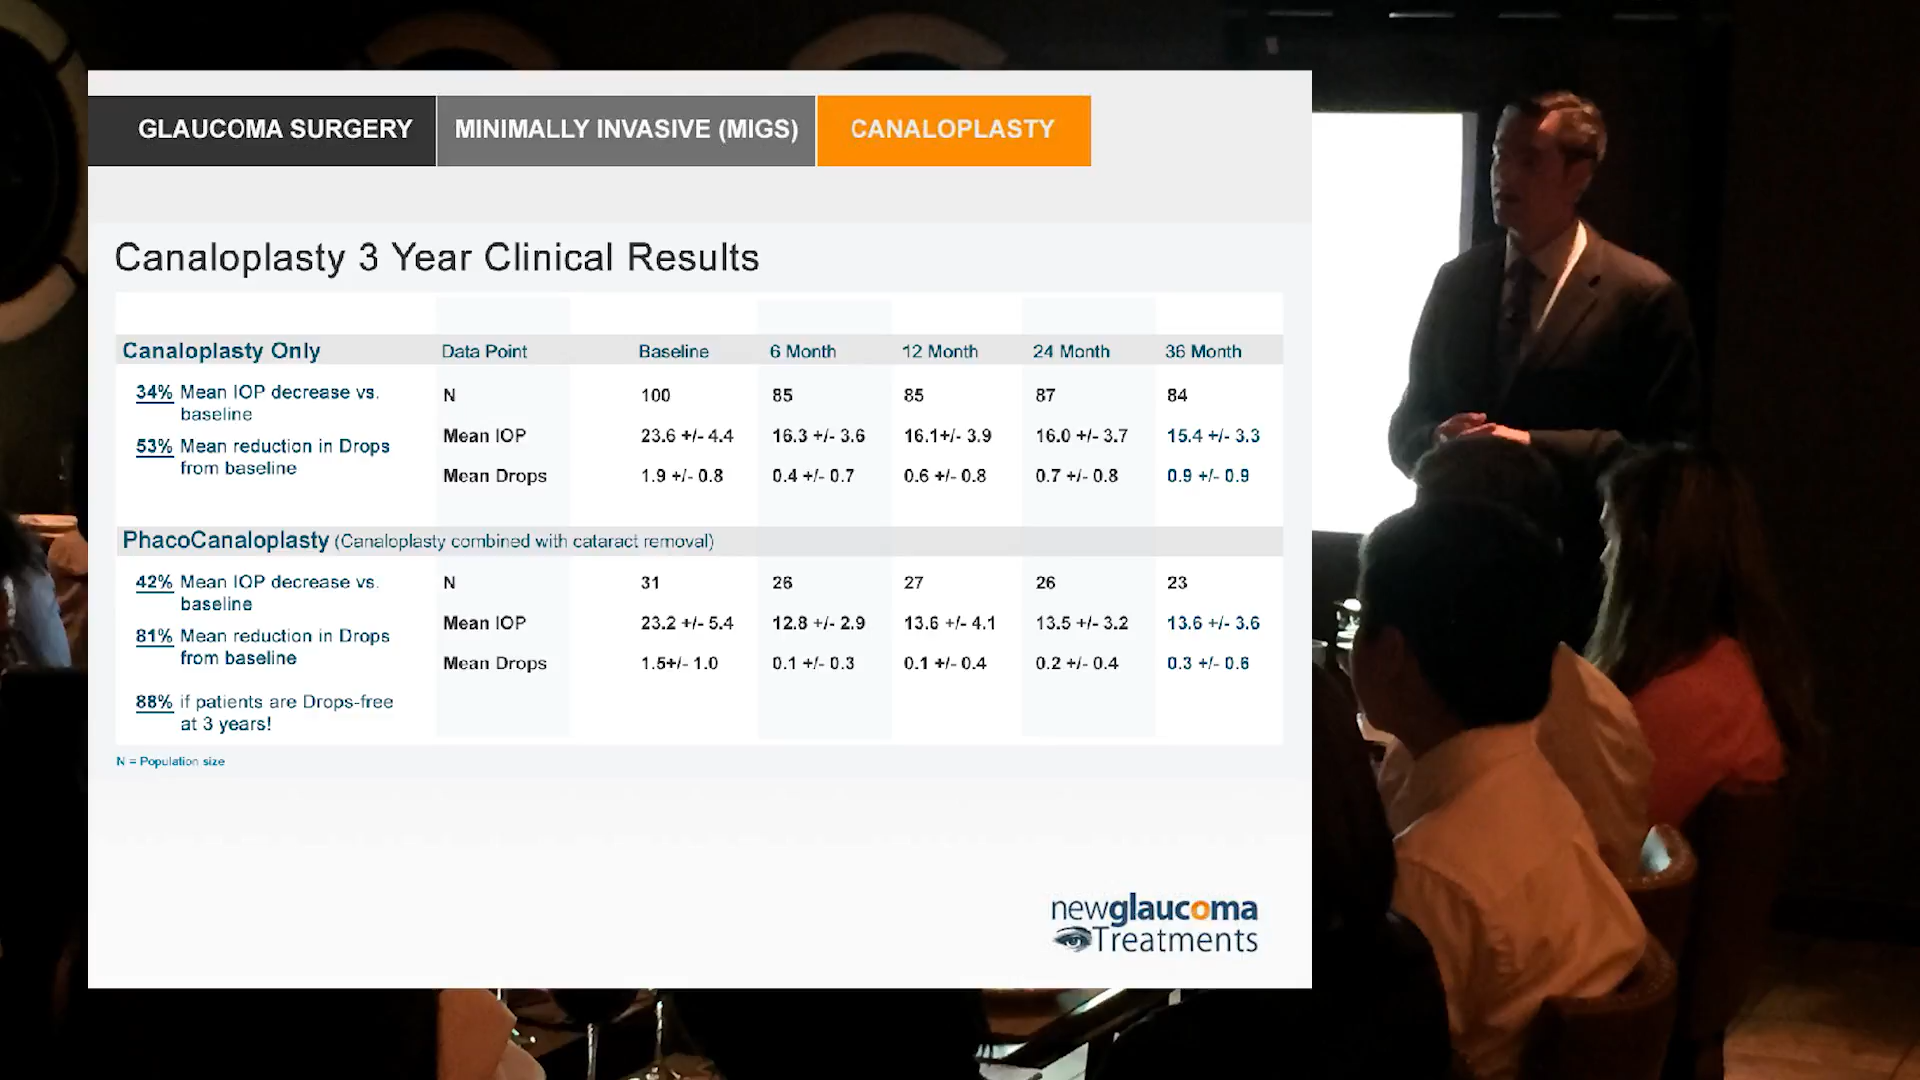 GLAUCOMA SURGERY MINIMALLY INVASIVE (MIGS) CANALOPLASTY
Canaloplasty 3 Year Clinical Results
Canaloplasty Only Data Point Baseline 6 Month 12 Month 24 Month 36 Month
34% Mean IOP decrease vs.
baseline
N 100 85 85 87 84
Mean IOP 23.6 +/- 4.4 16.3 +/- 3.6 16.1+/- 3.9 16.0 +/- 3.7 15.4 +/- 3.3
53% Mean reduction in Drops
from baseline
Mean Drops 1.9 +/- 0.8 0.4 +/- 0.7 0.6 +/- 0.8 0.7 +/- 0.8 0.9 +/- 0.9
PhacoCanaloplasty (Canaloplasty combined with cataract removal)
42% Mean IOP decrease vs.
baseline
N 31 26 27 26 23
Mean IOP 23.2 +/- 5.4 12.8 +/- 2.9 13.6 +/- 4.1 13.5 +/- 3.2 13.6 +/- 3.6
81% Mean reduction in Drops
from baseline
Mean Drops 1.5+/- 1.0 0.1 +/- 0.3 0.1 +/- 0.4 0.2 +/- 0.4 0.3 +/- 0.6
88% if patients are Drops-free
at 3 years!
N = Population size
newglaucoma
Treatments